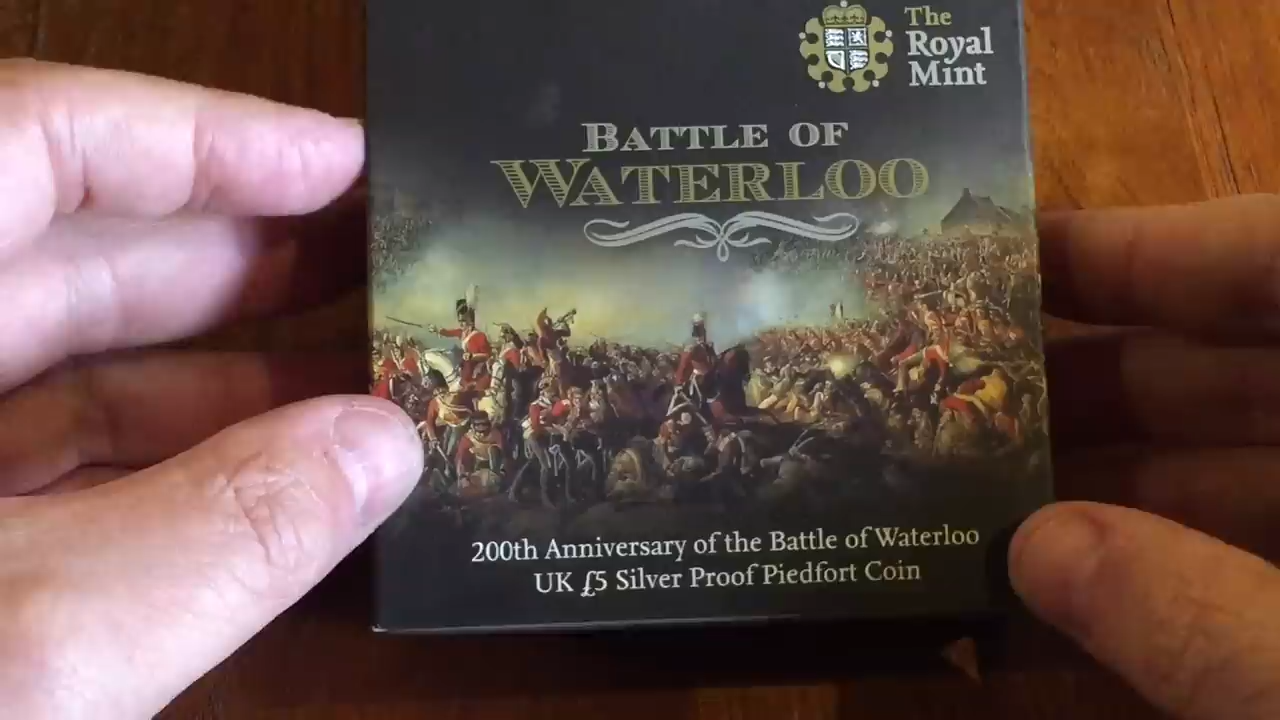 The
Royal
Mint
BATTLE OF
WATERLOO
200th Anniversary of the Battle of Waterloo
UK £5 Silver Proof Piedfort Coin